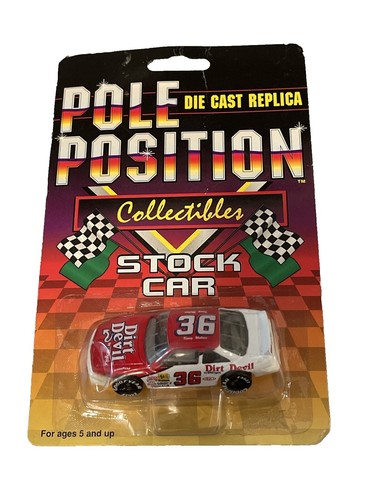 POLE
DIE CAST REPLICA
POSITION
TM
Collectibles
STOCK
CAR
36
Dirt
Devil
36
Dirt Devil
For ages 5 and up